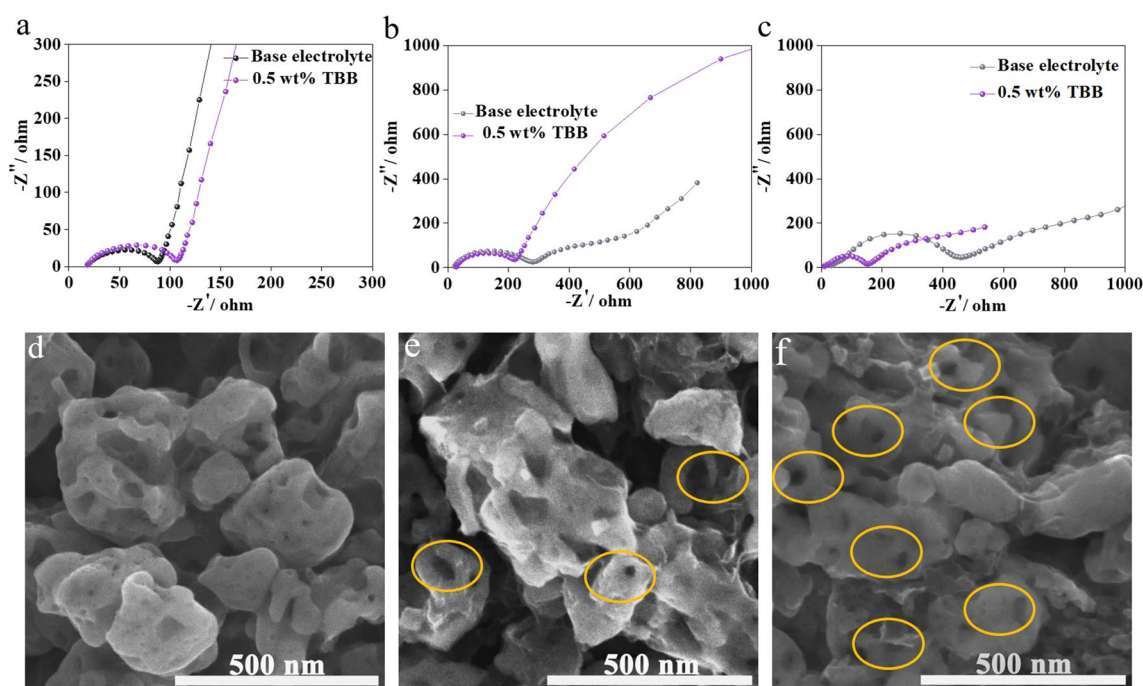 a
300
250
200
150
100
50
0
-Z''/ ohm
Base electrolyte
0.5 wt% TBB
0 50 100 150 200 250 300
-Z'/ ohm
b
1000
800
600
400
200
0
-Z''/ ohm
Base electrolyte
0.5 wt% TBB
0 200 400 600 800 1000
-Z'/ ohm
c
1000
800
600
400
200
0
-Z''/ ohm
Base electrolyte
0.5 wt% TBB
0 200 400 600 800 1000
-Z'/ ohm
d
500 nm
e
500 nm
f
500 nm